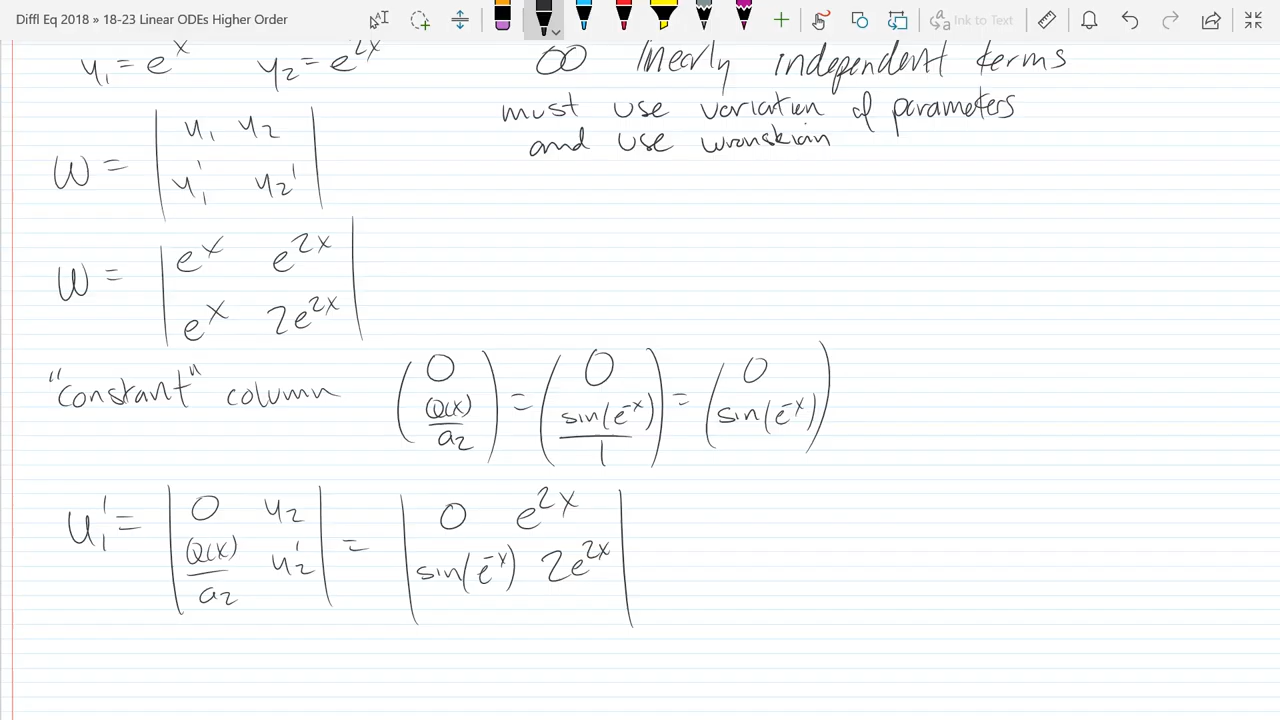 Diffl Eq 2018 » 18-23 Linear ODEs Higher Order
Ink to Text
y₁ = eˣ y₂ = e²ˣ
∞ linearly independent terms
must use variation of parameters
and use wronskian
W = | y₁ y₂ |
| y₁' y₂' |
W = | eˣ e²ˣ |
| eˣ 2e²ˣ |
"constant" column ( 0 ; Q(x)/a₂ ) = ( 0 ; sin(e⁻ˣ)/1 ) = ( 0 ; sin(e⁻ˣ) )
u₁' = | 0 y₂ ; Q(x)/a₂ y₂' | = | 0 e²ˣ ; sin(e⁻ˣ) 2e²ˣ |